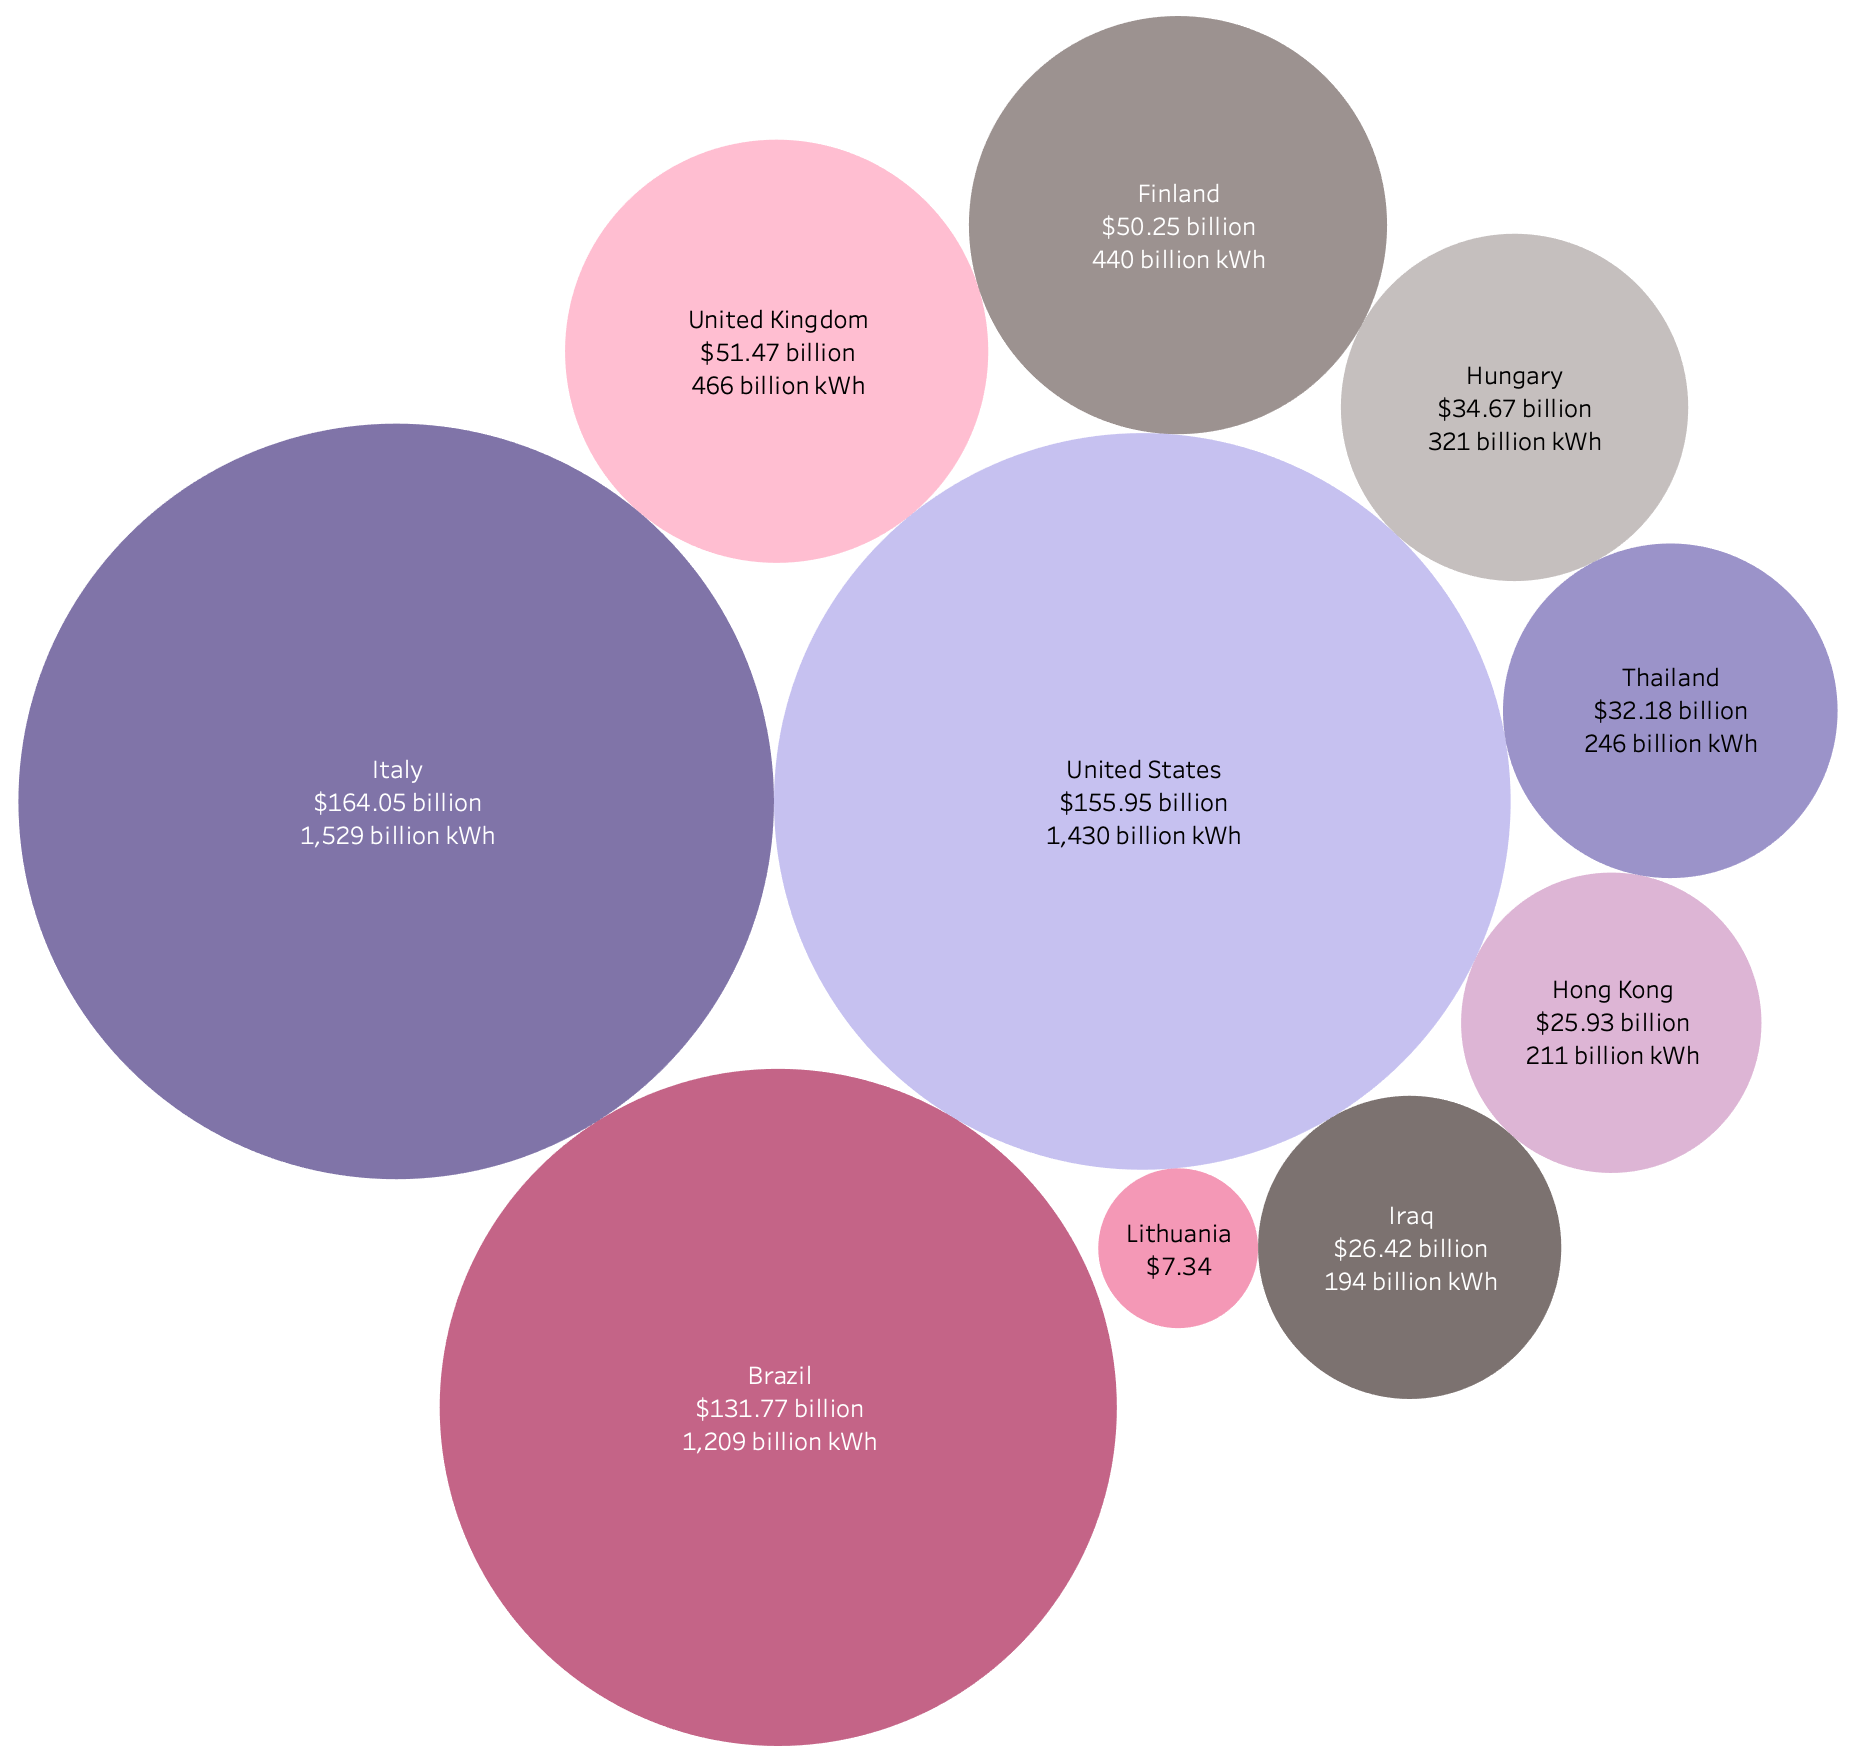 Finland
$50.25 billion
440 billion kWh
United Kingdom
$51.47 billion
466 billion kWh
Hungary
$34.67 billion
321 billion kWh
Thailand
$32.18 billion
246 billion kWh
Italy
$164.05 billion
1,529 billion kWh
United States
$155.95 billion
1,430 billion kWh
Hong Kong
$25.93 billion
211 billion kWh
Lithuania
$7.34
Iraq
$26.42 billion
194 billion kWh
Brazil
$131.77 billion
1,209 billion kWh